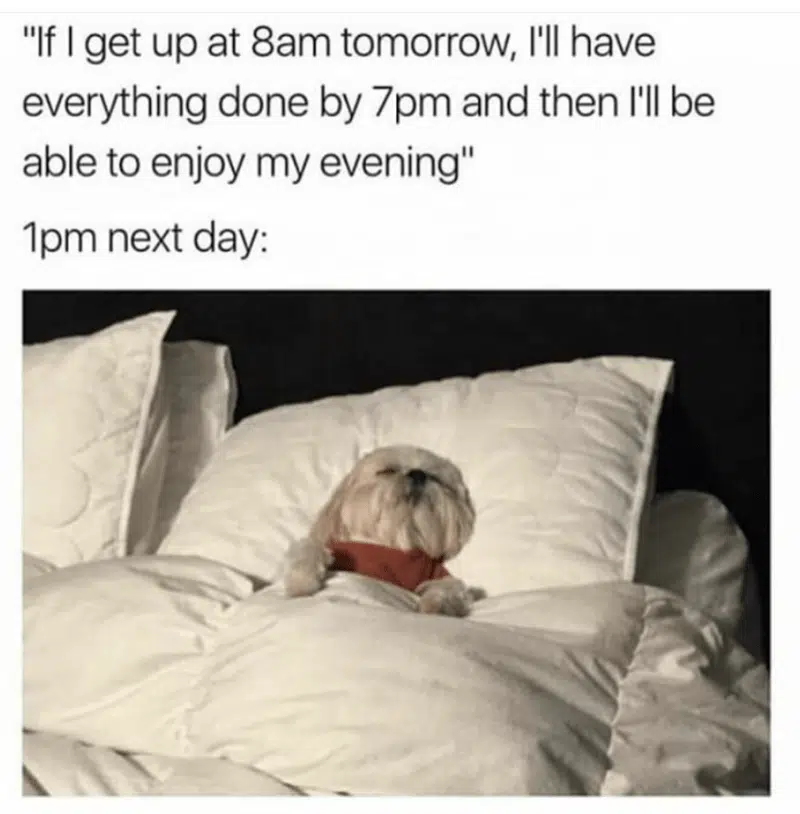 "If I get up at 8am tomorrow, I'll have
everything done by 7pm and then I'll be
able to enjoy my evening"
1pm next day: